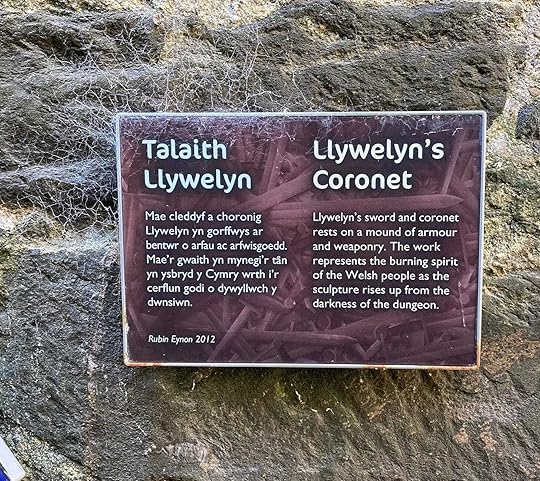 Talaith
Llywelyn
Mae cleddyf a choronig
Llywelyn yn gorffwys ar
bentwr o arfau ac arfwisgoedd.
Mae'r gwaith yn mynegi'r tân
yn ysbryd y Cymry wrth i'r
cerflun godi o dywyllwch y
dwnsiwn.
Rubin Eynon 2012
Llywelyn's
Coronet
Llywelyn's sword and coronet
rests on a mound of armour
and weaponry. The work
represents the burning spirit
of the Welsh people as the
sculpture rises up from the
darkness of the dungeon.